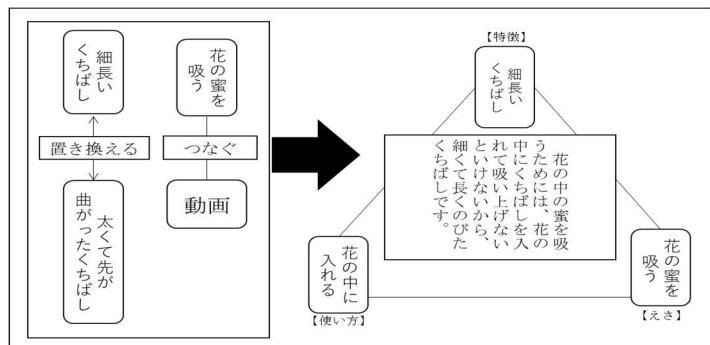 細長い
くちばし
花の蜜を
吸う
置き換える
つなぐ
太くて先が
曲がったくちばし
動画
【特徴】
細長い
くちばし
花の中の蜜を吸
うためには、花の
中にくちばしを入
れて吸い上げない
といけないから、
細くて長くのびた
くちばしです。
花の中に
入れる
【使い方】
花の蜜を
吸う
【えさ】